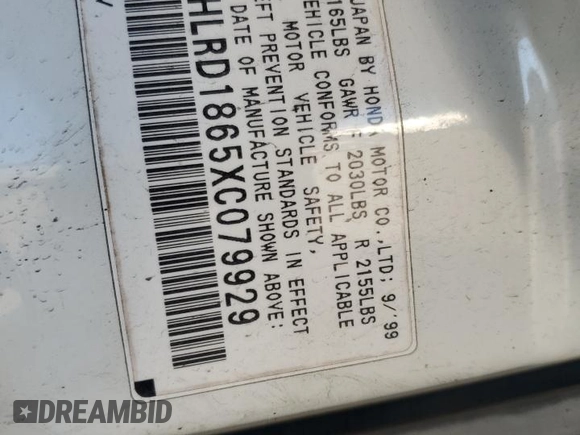 JAPAN BY HONDA MOTOR CO.,LTD; 9/'99
165LBS GAWR F 2030LBS R 2155LBS
VEHICLE CONFORMS TO ALL APPLICABLE
MOTOR VEHICLE SAFETY,
EFT PREVENTION STANDARDS IN EFFECT
DATE OF MANUFACTURE SHOWN ABOVE:
HLRD1865XC079929
DREAMBID